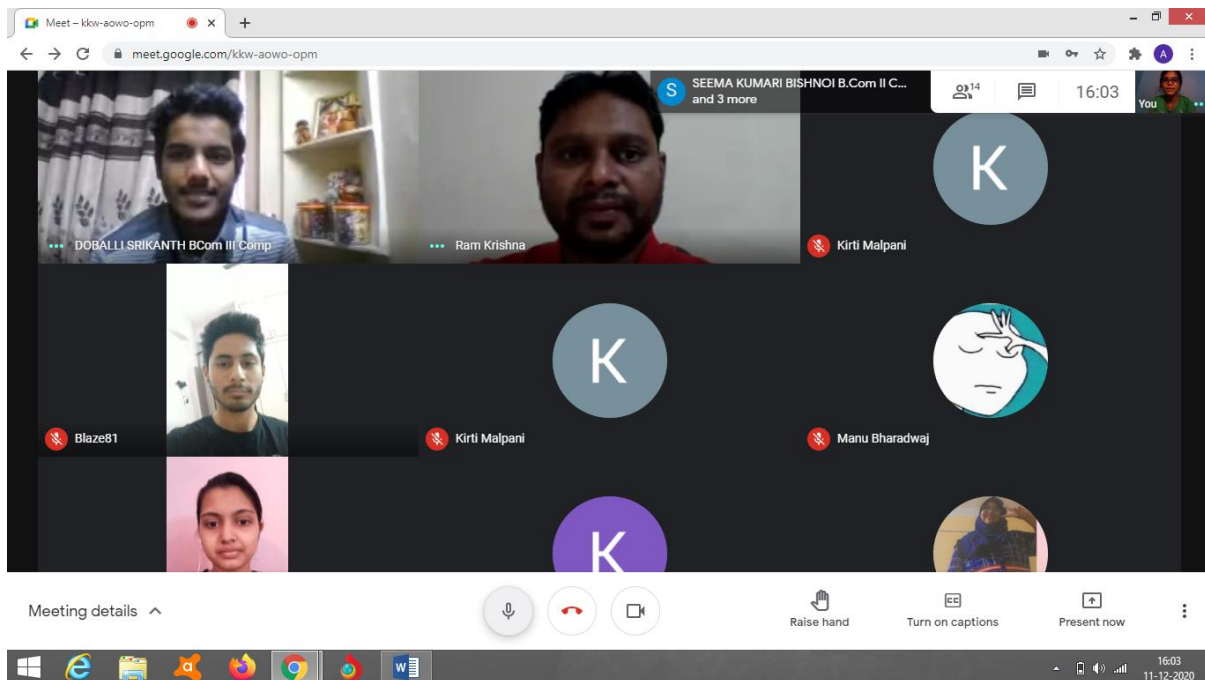 Meet – kkw-aowo-opm
meet.google.com/kkw-aowo-opm
A
S
SEEMA KUMARI BISHNOI B.Com II C...
and 3 more
14
16:03
You
DOBALLI SRIKANTH BCom III Comp
Ram Krishna
K
Kirti Malpani
Blaze81
K
Kirti Malpani
Manu Bharadwaj
K
Meeting details
Raise hand
CC
Turn on captions
Present now
W
16:03
11-12-2020